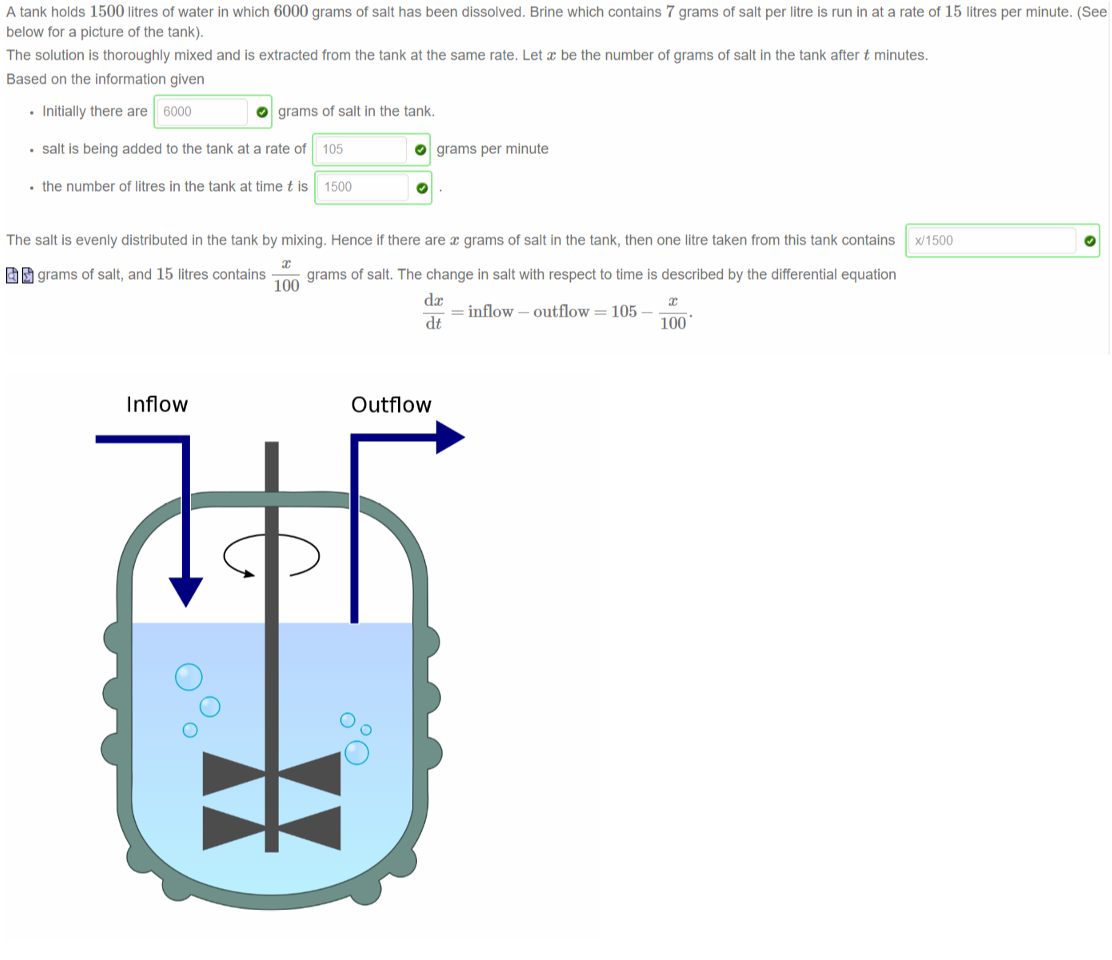 A tank holds 1500 litres of water in which 6000 grams of salt has been dissolved. Brine which contains 7 grams of salt per litre is run in at a rate of 15 litres per minute. (See
below for a picture of the tank).
The solution is thoroughly mixed and is extracted from the tank at the same rate. Let x be the number of grams of salt in the tank after t minutes.
Based on the information given
• Initially there are 6000 grams of salt in the tank.
• salt is being added to the tank at a rate of 105 grams per minute
• the number of litres in the tank at time t is 1500 .
The salt is evenly distributed in the tank by mixing. Hence if there are x grams of salt in the tank, then one litre taken from this tank contains x/1500
grams of salt, and 15 litres contains x/100 grams of salt. The change in salt with respect to time is described by the differential equation
dx/dt = inflow − outflow = 105 − x/100.
Inflow Outflow